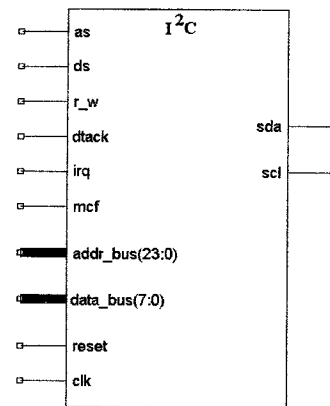 I²C
as
ds
r_w
dtack
irq
mcf
addr_bus(23:0)
data_bus(7:0)
reset
clk
sda
scl